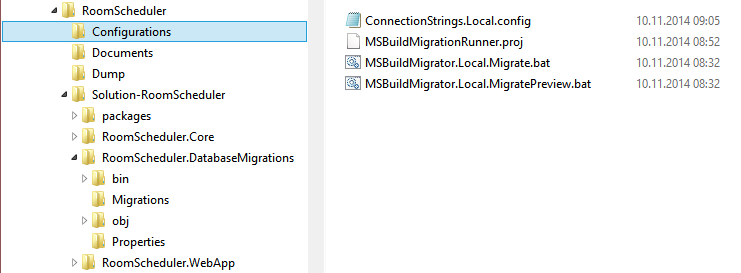 RoomScheduler
Configurations
Documents
Dump
Solution-RoomScheduler
packages
RoomScheduler.Core
RoomScheduler.DatabaseMigrations
bin
Migrations
obj
Properties
RoomScheduler.WebApp
ConnectionStrings.Local.config 10.11.2014 09:05
MSBuildMigrationRunner.proj 10.11.2014 08:52
MSBuildMigrator.Local.Migrate.bat 10.11.2014 08:32
MSBuildMigrator.Local.MigratePreview.bat 10.11.2014 08:32